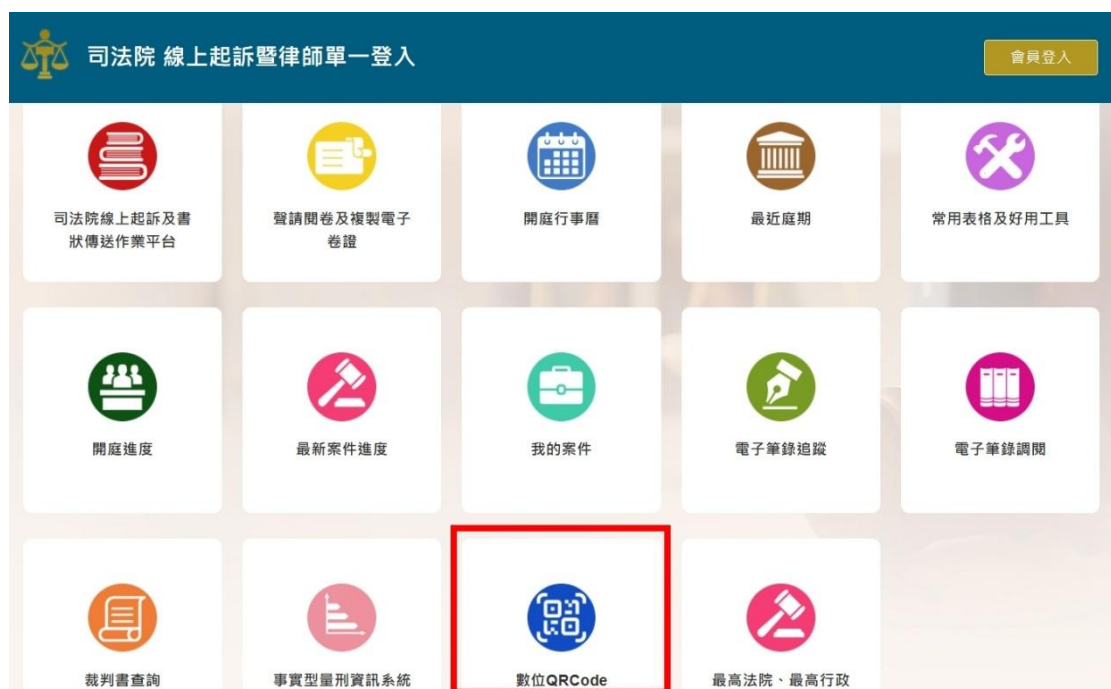 司法院 線上起訴暨律師單一登入
會員登入
司法院線上起訴及書
狀傳送作業平台
聲請閱卷及複製電子
卷證
開庭行事曆
最近庭期
常用表格及好用工具
開庭進度
最新案件進度
我的案件
電子筆錄追蹤
電子筆錄調閱
裁判書查詢
事實型量刑資訊系統
數位QRCode
最高法院、最高行政